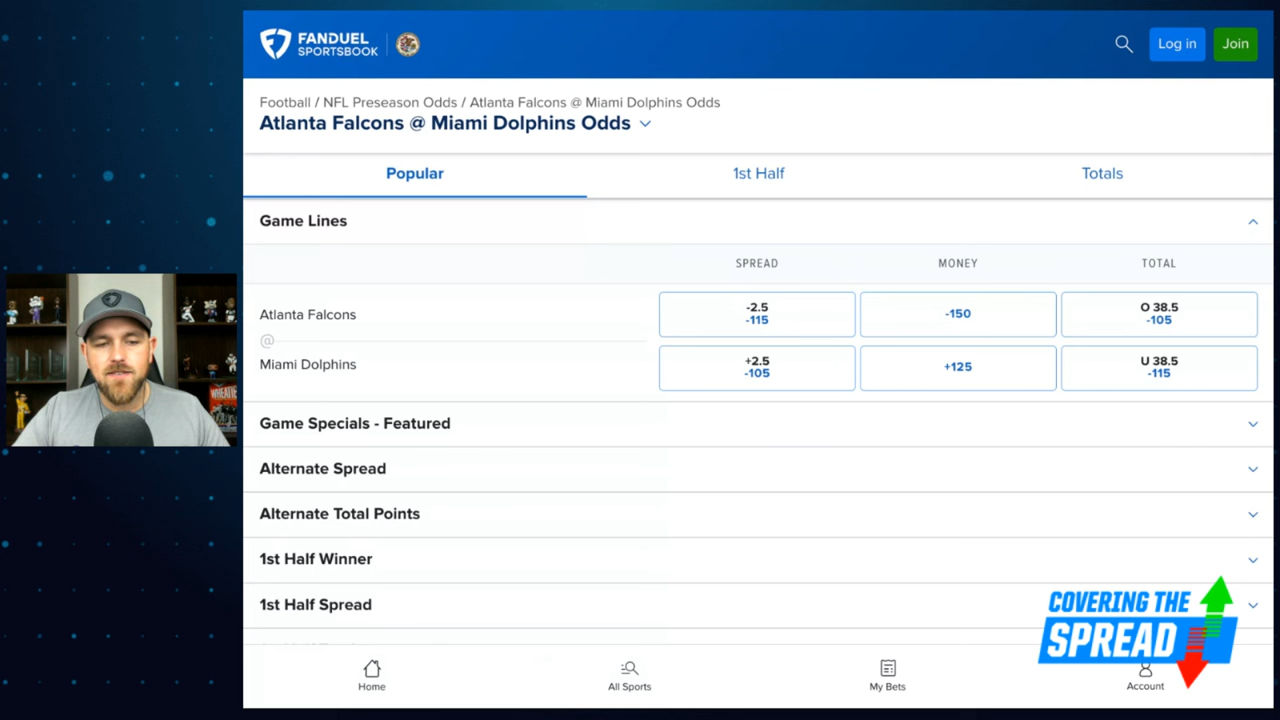 FANDUEL
SPORTSBOOK
Log in
Join
Football / NFL Preseason Odds / Atlanta Falcons @ Miami Dolphins Odds
Atlanta Falcons @ Miami Dolphins Odds
Popular
1st Half
Totals
Game Lines
SPREAD
MONEY
TOTAL
Atlanta Falcons
-2.5
-115
-150
O 38.5
-105
@
Miami Dolphins
+2.5
-105
+125
U 38.5
-115
Game Specials - Featured
Alternate Spread
Alternate Total Points
1st Half Winner
1st Half Spread
Home
All Sports
My Bets
Account
COVERING THE
SPREAD
WHEATIES